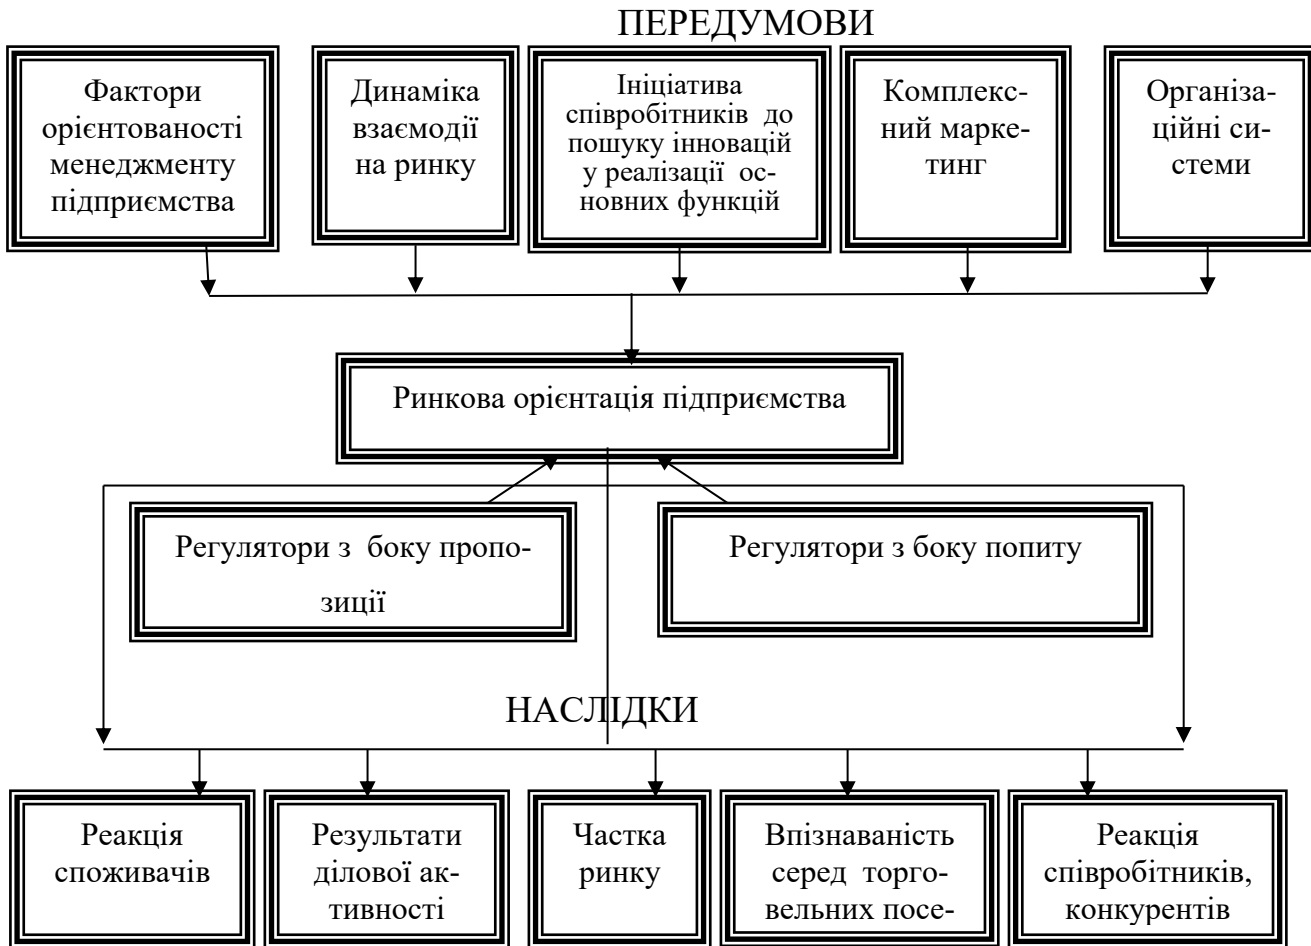 ПЕРЕДУМОВИ
Фактори
орієнтованості
менеджменту
підприємства
Динаміка
взаємодії
на ринку
Ініціатива
співробітників до
пошуку інновацій
у реалізації ос-
новних функцій
Комплекс-
ний марке-
тинг
Організа-
ційні си-
стеми
Ринкова орієнтація підприємства
Регулятори з боку пропо-
зиції
Регулятори з боку попиту
НАСЛІДКИ
Реакція
споживачів
Результати
ділової ак-
тивності
Частка
ринку
Впізнаваність
серед торго-
вельних посе-
Реакція
співробітників,
конкурентів